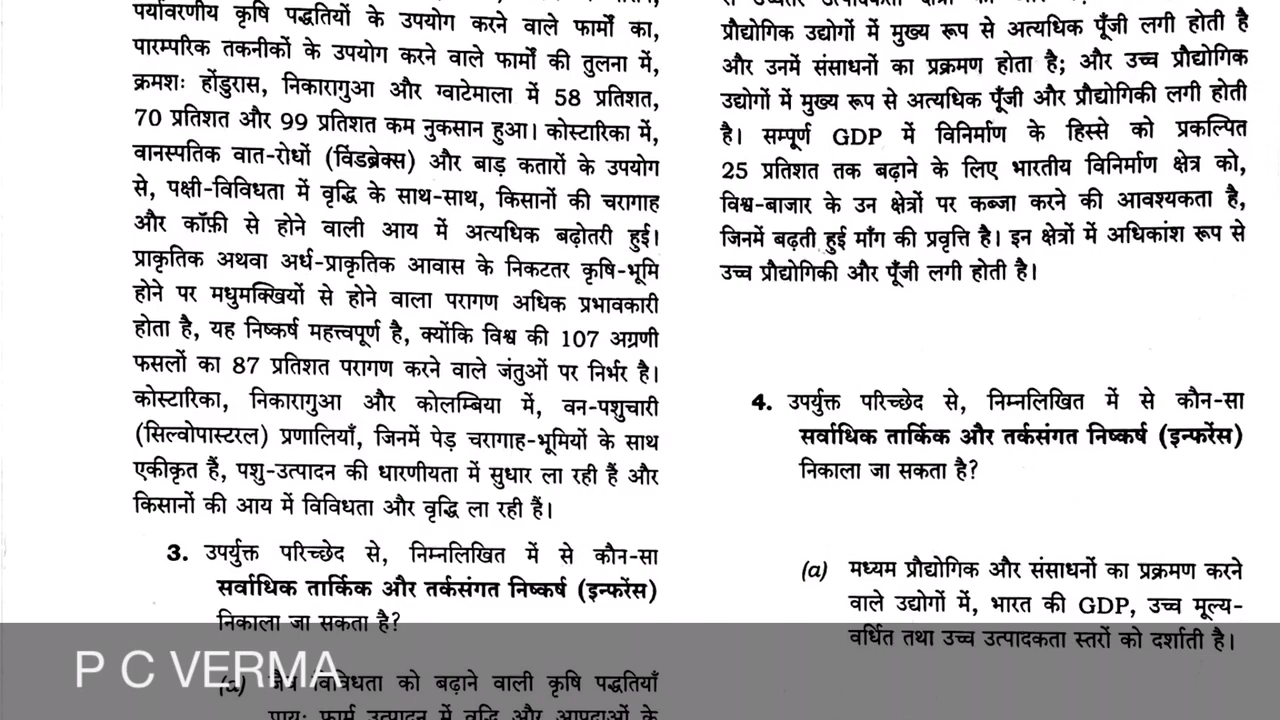 पर्यावरणीय कृषि पद्धतियों के उपयोग करने वाले फार्मों का,
पारम्परिक तकनीकों के उपयोग करने वाले फार्मों की तुलना में,
क्रमशः होंडुरास, निकारागुआ और ग्वाटेमाला में 58 प्रतिशत,
70 प्रतिशत और 99 प्रतिशत कम नुकसान हुआ। कोस्टारिका में,
वानस्पतिक वात-रोधों (विंडब्रेक्स) और बाड़ कतारों के उपयोग
से, पक्षी-विविधता में वृद्धि के साथ-साथ, किसानों की चरागाह
और कॉफ़ी से होने वाली आय में अत्यधिक बढ़ोतरी हुई।
प्राकृतिक अथवा अर्ध-प्राकृतिक आवास के निकटतर कृषि-भूमि
होने पर मधुमक्खियों से होने वाला परागण अधिक प्रभावकारी
होता है, यह निष्कर्ष महत्त्वपूर्ण है, क्योंकि विश्व की 107 अग्रणी
फसलों का 87 प्रतिशत परागण करने वाले जंतुओं पर निर्भर है।
कोस्टारिका, निकारागुआ और कोलम्बिया में, वन-पशुचारी
(सिल्वोपास्टरल) प्रणालियाँ, जिनमें पेड़ चरागाह-भूमियों के साथ
एकीकृत हैं, पशु-उत्पादन की धारणीयता में सुधार ला रही हैं और
किसानों की आय में विविधता और वृद्धि ला रही हैं।
3. उपर्युक्त परिच्छेद से, निम्नलिखित में से कौन-सा
सर्वाधिक तार्किक और तर्कसंगत निष्कर्ष (इन्फरेंस)
निकाला जा सकता है?
(a) जैव विविधता को बढ़ाने वाली कृषि पद्धतियाँ
प्रायः फार्म उत्पादन में वृद्धि और आपदाओं के
प्रौद्योगिक उद्योगों में मुख्य रूप से अत्यधिक पूँजी लगी होती है
और उनमें संसाधनों का प्रक्रमण होता है; और उच्च प्रौद्योगिक
उद्योगों में मुख्य रूप से अत्यधिक पूँजी और प्रौद्योगिकी लगी होती
है। सम्पूर्ण GDP में विनिर्माण के हिस्से को प्रकल्पित
25 प्रतिशत तक बढ़ाने के लिए भारतीय विनिर्माण क्षेत्र को,
विश्व-बाजार के उन क्षेत्रों पर कब्जा करने की आवश्यकता है,
जिनमें बढ़ती हुई माँग की प्रवृत्ति है। इन क्षेत्रों में अधिकांश रूप से
उच्च प्रौद्योगिकी और पूँजी लगी होती है।
4. उपर्युक्त परिच्छेद से, निम्नलिखित में से कौन-सा
सर्वाधिक तार्किक और तर्कसंगत निष्कर्ष (इन्फरेंस)
निकाला जा सकता है?
(a) मध्यम प्रौद्योगिक और संसाधनों का प्रक्रमण करने
वाले उद्योगों में, भारत की GDP, उच्च मूल्य-
वर्धित तथा उच्च उत्पादकता स्तरों को दर्शाती है।
P C VERMA